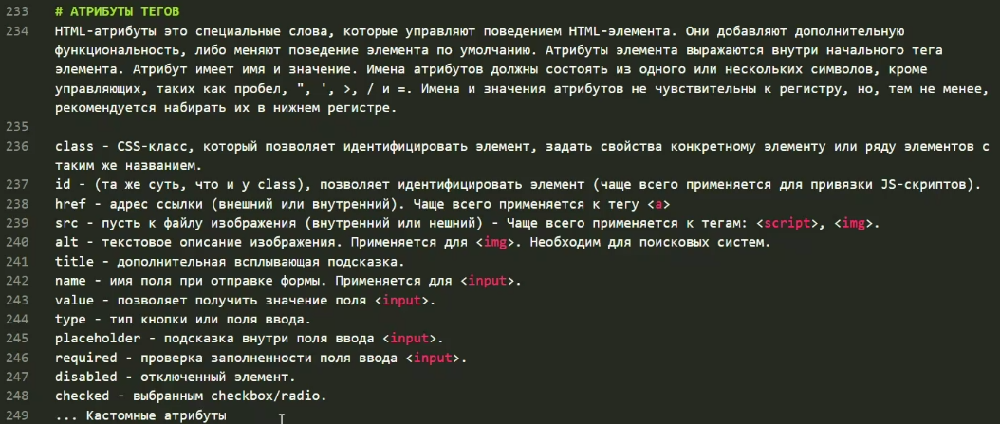 233 # АТРИБУТЫ ТЕГОВ
234 HTML-атрибуты это специальные слова, которые управляют поведением HTML-элемента. Они добавляют дополнительную
функциональность, либо меняют поведение элемента по умолчанию. Атрибуты элемента выражаются внутри начального тега
элемента. Атрибут имеет имя и значение. Имена атрибутов должны состоять из одного или нескольких символов, кроме
управляющих, таких как пробел, ", ', >, / и =. Имена и значения атрибутов не чувствительны к регистру, но, тем не менее,
рекомендуется набирать их в нижнем регистре.
235
236 class - CSS-класс, который позволяет идентифицировать элемент, задать свойства конкретному элементу или ряду элементов с
таким же названием.
237 id - (та же суть, что и у class), позволяет идентифицировать элемент (чаще всего применяется для привязки JS-скриптов).
238 href - адрес ссылки (внешний или внутренний). Чаще всего применяется к тегу <a>
239 src - пусть к файлу изображения (внутренний или нешний) - Чаще всего применяется к тегам: <script>, <img>.
240 alt - текстовое описание изображения. Применяется для <img>. Необходим для поисковых систем.
241 title - дополнительная всплывающая подсказка.
242 name - имя поля при отправке формы. Применяется для <input>.
243 value - позволяет получить значение поля <input>.
244 type - тип кнопки или поля ввода.
245 placeholder - подсказка внутри поля ввода <input>.
246 required - проверка заполненности поля ввода <input>.
247 disabled - отключенный элемент.
248 checked - выбранным checkbox/radio.
249 ... Кастомные атрибуты